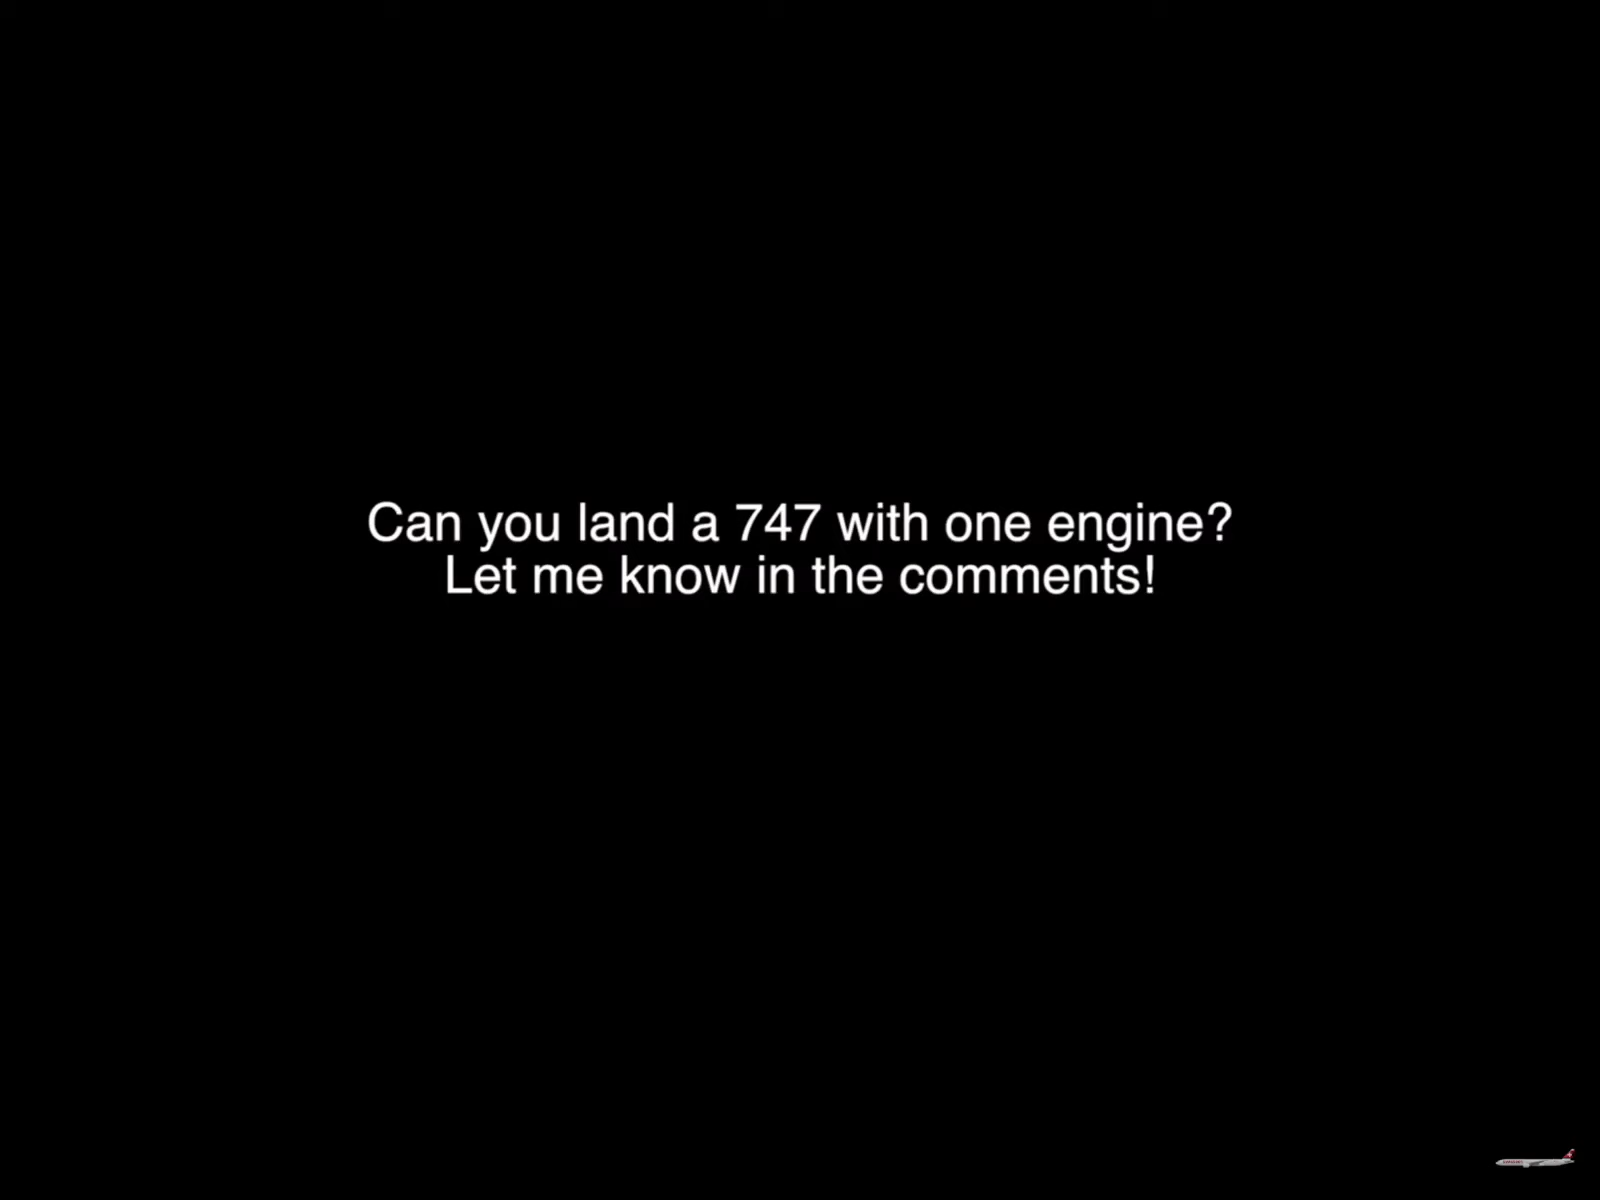 Can you land a 747 with one engine?
Let me know in the comments!